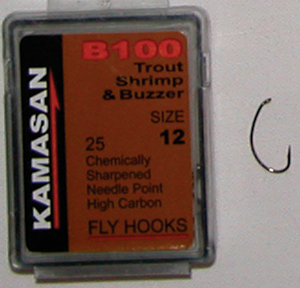 KAMASAN
B100
Trout
Shrimp
& Buzzer
SIZE
12
25
Chemically
Sharpened
Needle Point
High Carbon
FLY HOOKS